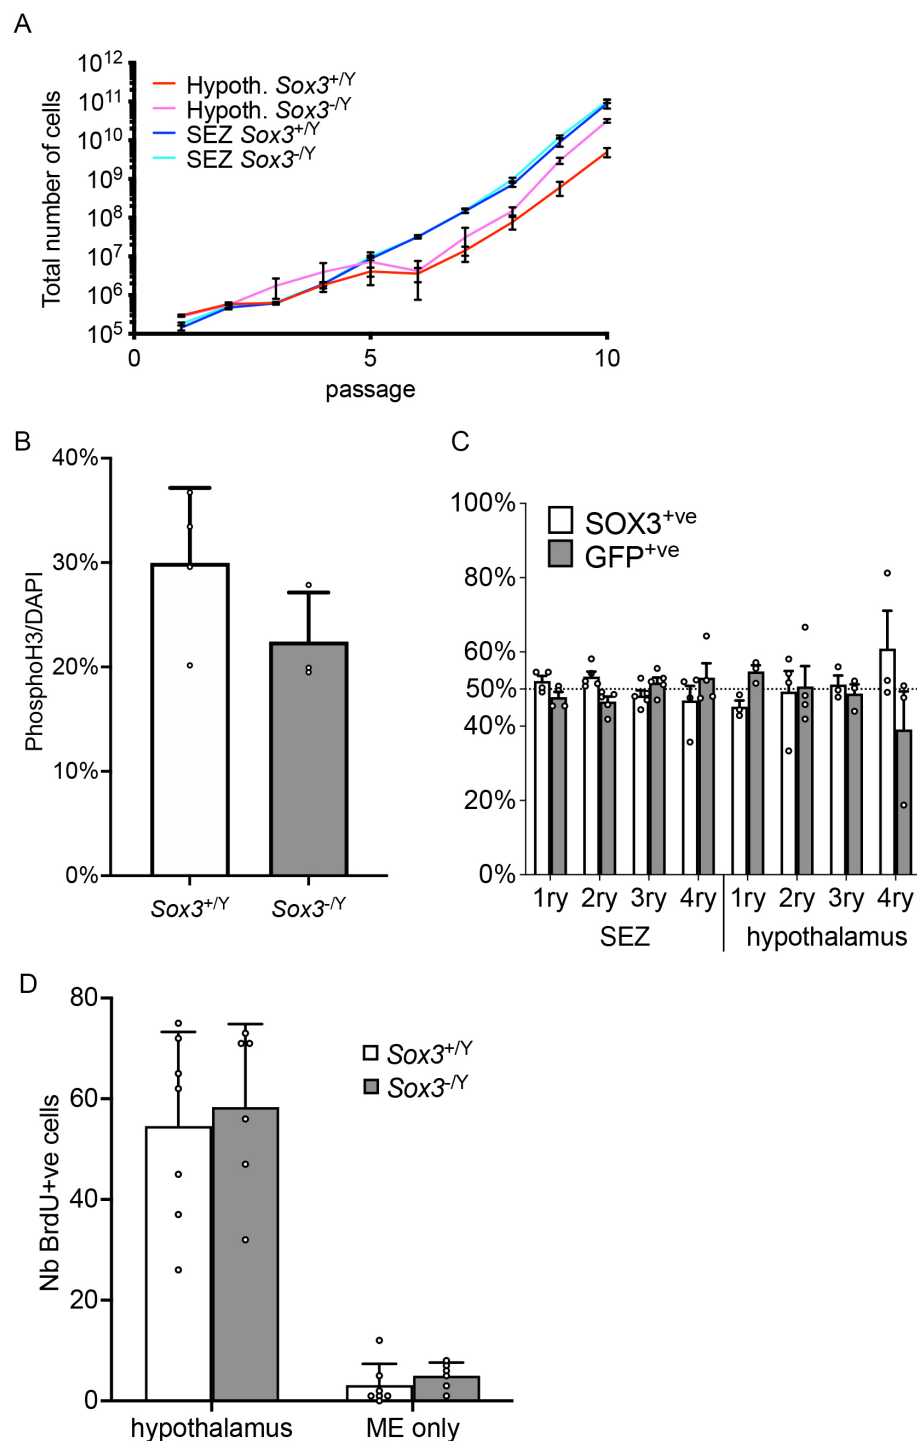 A
Total number of cells
10^12
10^11
10^10
10^9
10^8
10^7
10^6
10^5
Hypoth. Sox3^+/Y
Hypoth. Sox3^-/Y
SEZ Sox3^+/Y
SEZ Sox3^-/Y
0 5 10
passage
B
PhosphoH3/DAPI
40%
30%
20%
10%
0%
Sox3^+/Y Sox3^-/Y
C
100%
80%
60%
50%
40%
20%
0%
SOX3^+ve
GFP^+ve
1ry 2ry 3ry 4ry 1ry 2ry 3ry 4ry
SEZ hypothalamus
D
Nb BrdU+ve cells
80
60
40
20
0
Sox3^+/Y
Sox3^-/Y
hypothalamus ME only